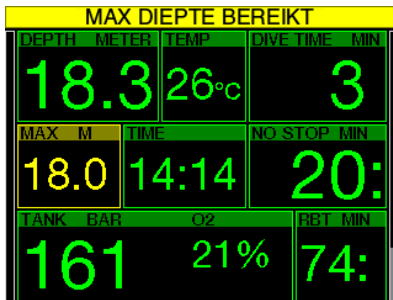 MAX DIEPTE BEREIKT
DEPTH METER TEMP DIVE TIME MIN
18.3 26°C 3
MAX M TIME NO STOP MIN
18.0 14:14 20:
TANK BAR O2 RBT MIN
161 21% 74: